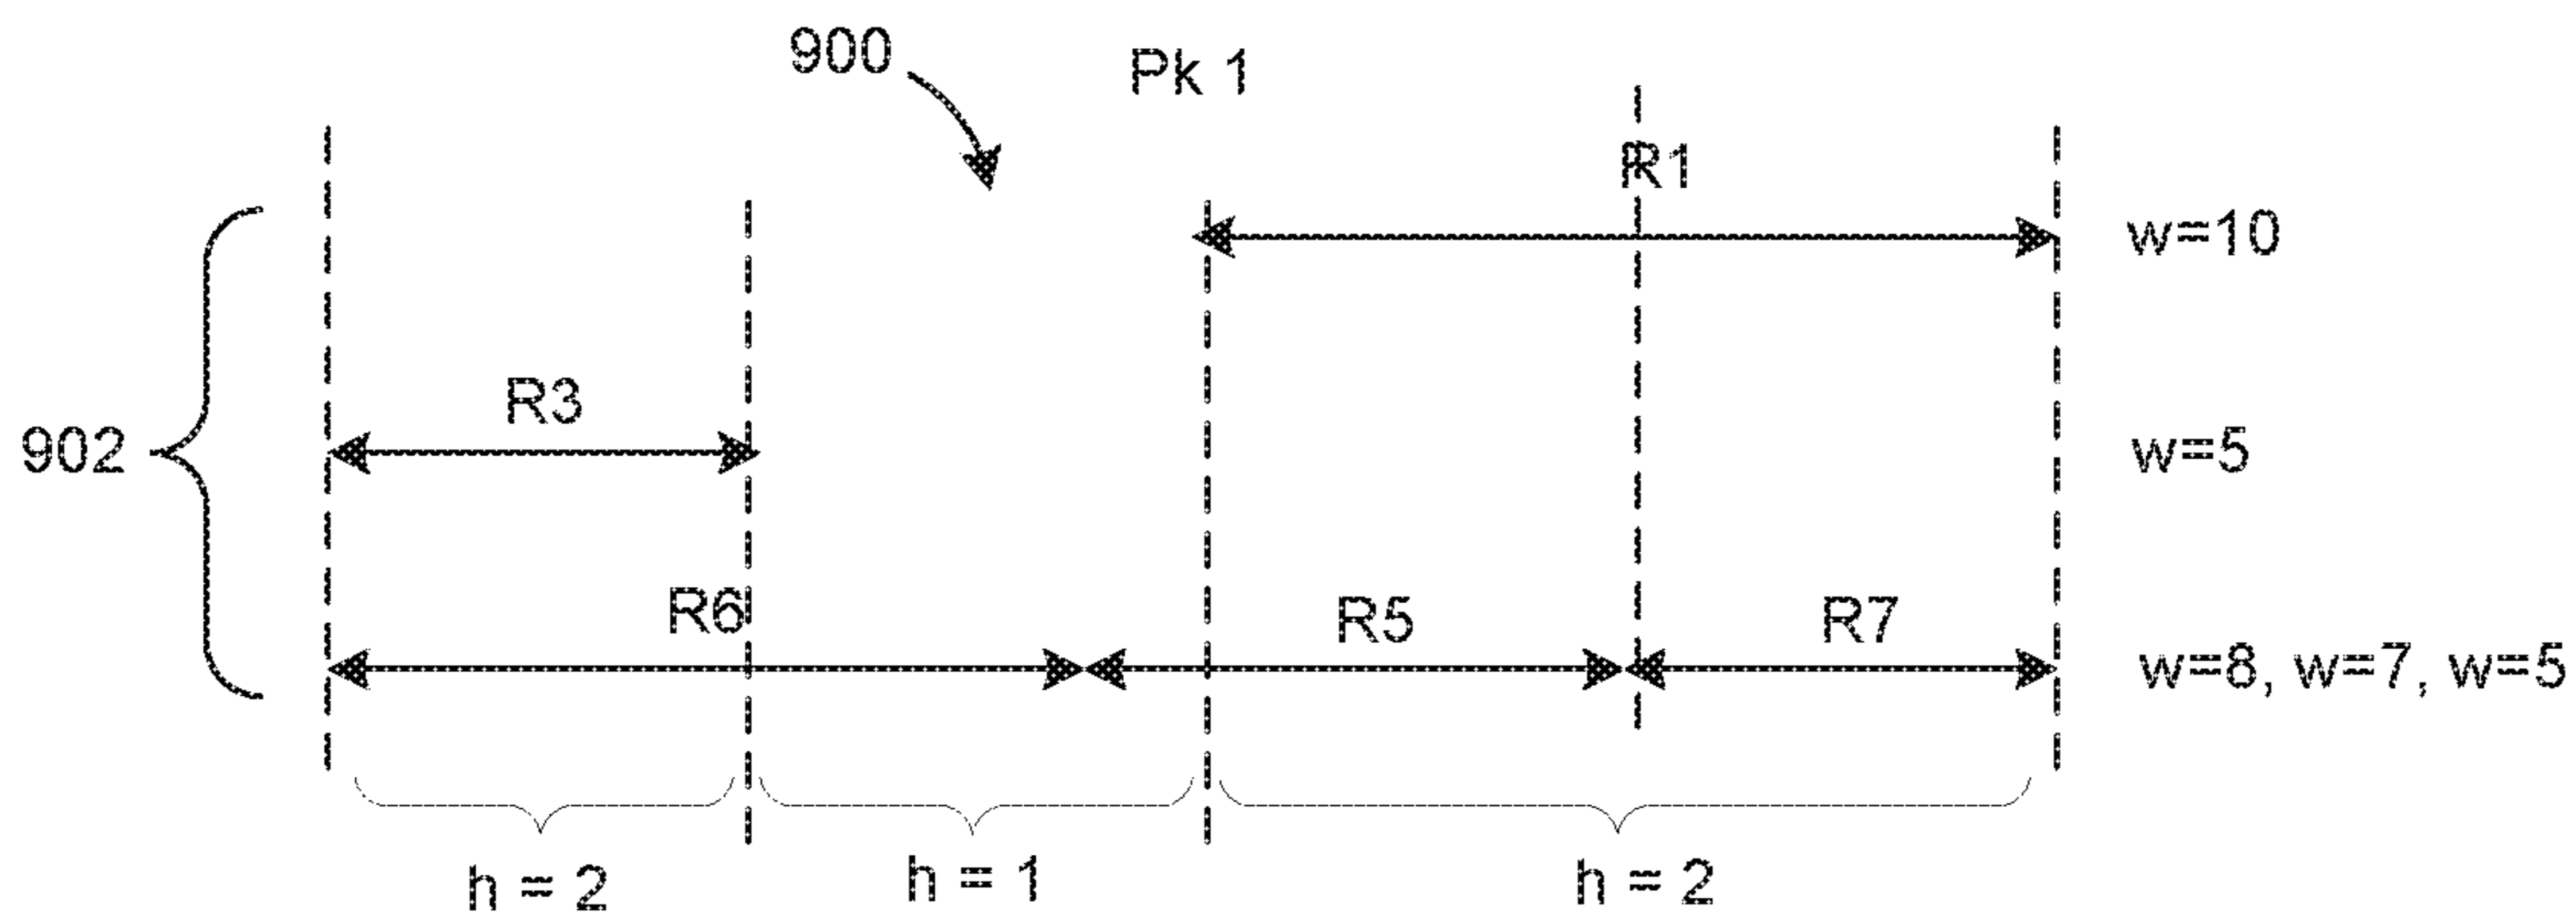 900
Pk 1
R1
w=10
R3
902
w=5
R6
R5
R7
w=8, w=7, w=5
h = 2
h = 1
h = 2